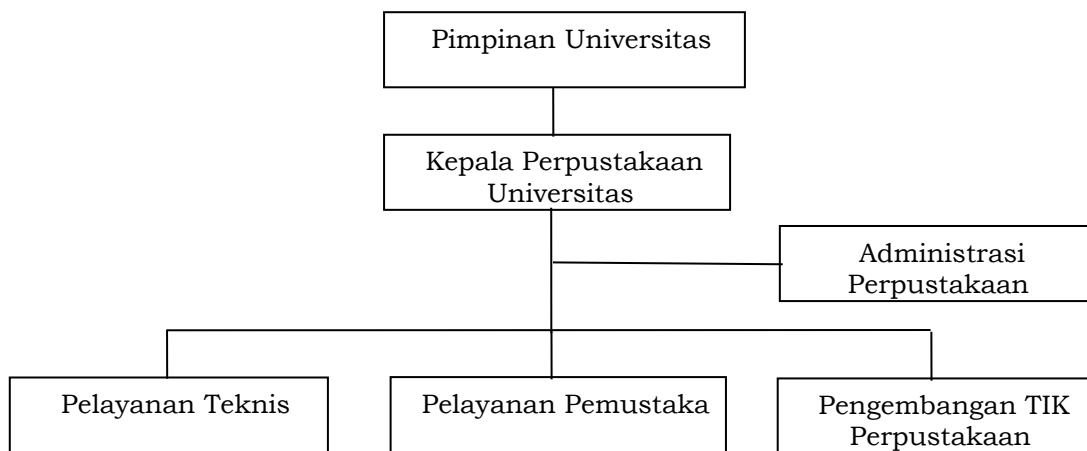 Pimpinan Universitas
Kepala Perpustakaan
Universitas
Administrasi
Perpustakaan
Pelayanan Teknis
Pelayanan Pemustaka
Pengembangan TIK
Perpustakaan